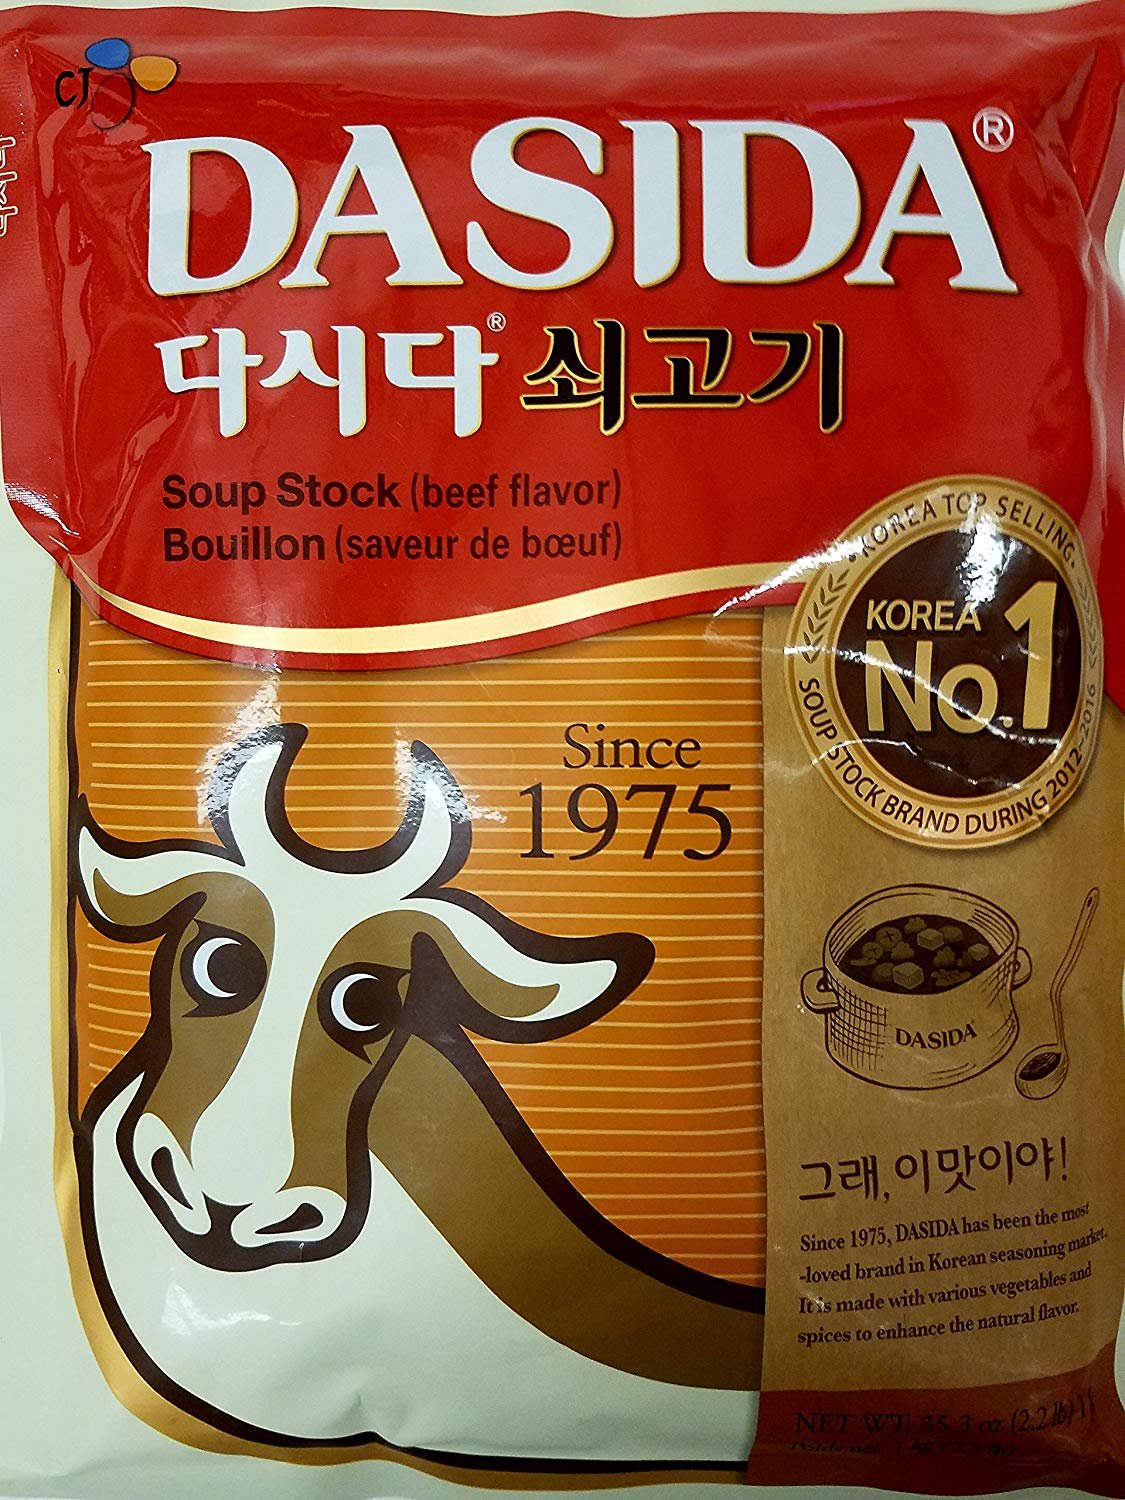 CJ
DASIDA®
다시다® 쇠고기
Soup Stock (beef flavor)
Bouillon (saveur de bœuf)
• KOREA TOP SELLING •
KOREA
No.1
SOUP STOCK BRAND DURING 2012-2016
Since
1975
DASIDA
그래, 이맛이야!
Since 1975, DASIDA has been the most
-loved brand in Korean seasoning market.
It is made with various vegetables and
spices to enhance the natural flavor.
NET WT. 35.3 oz (2.2 lb)
다시다